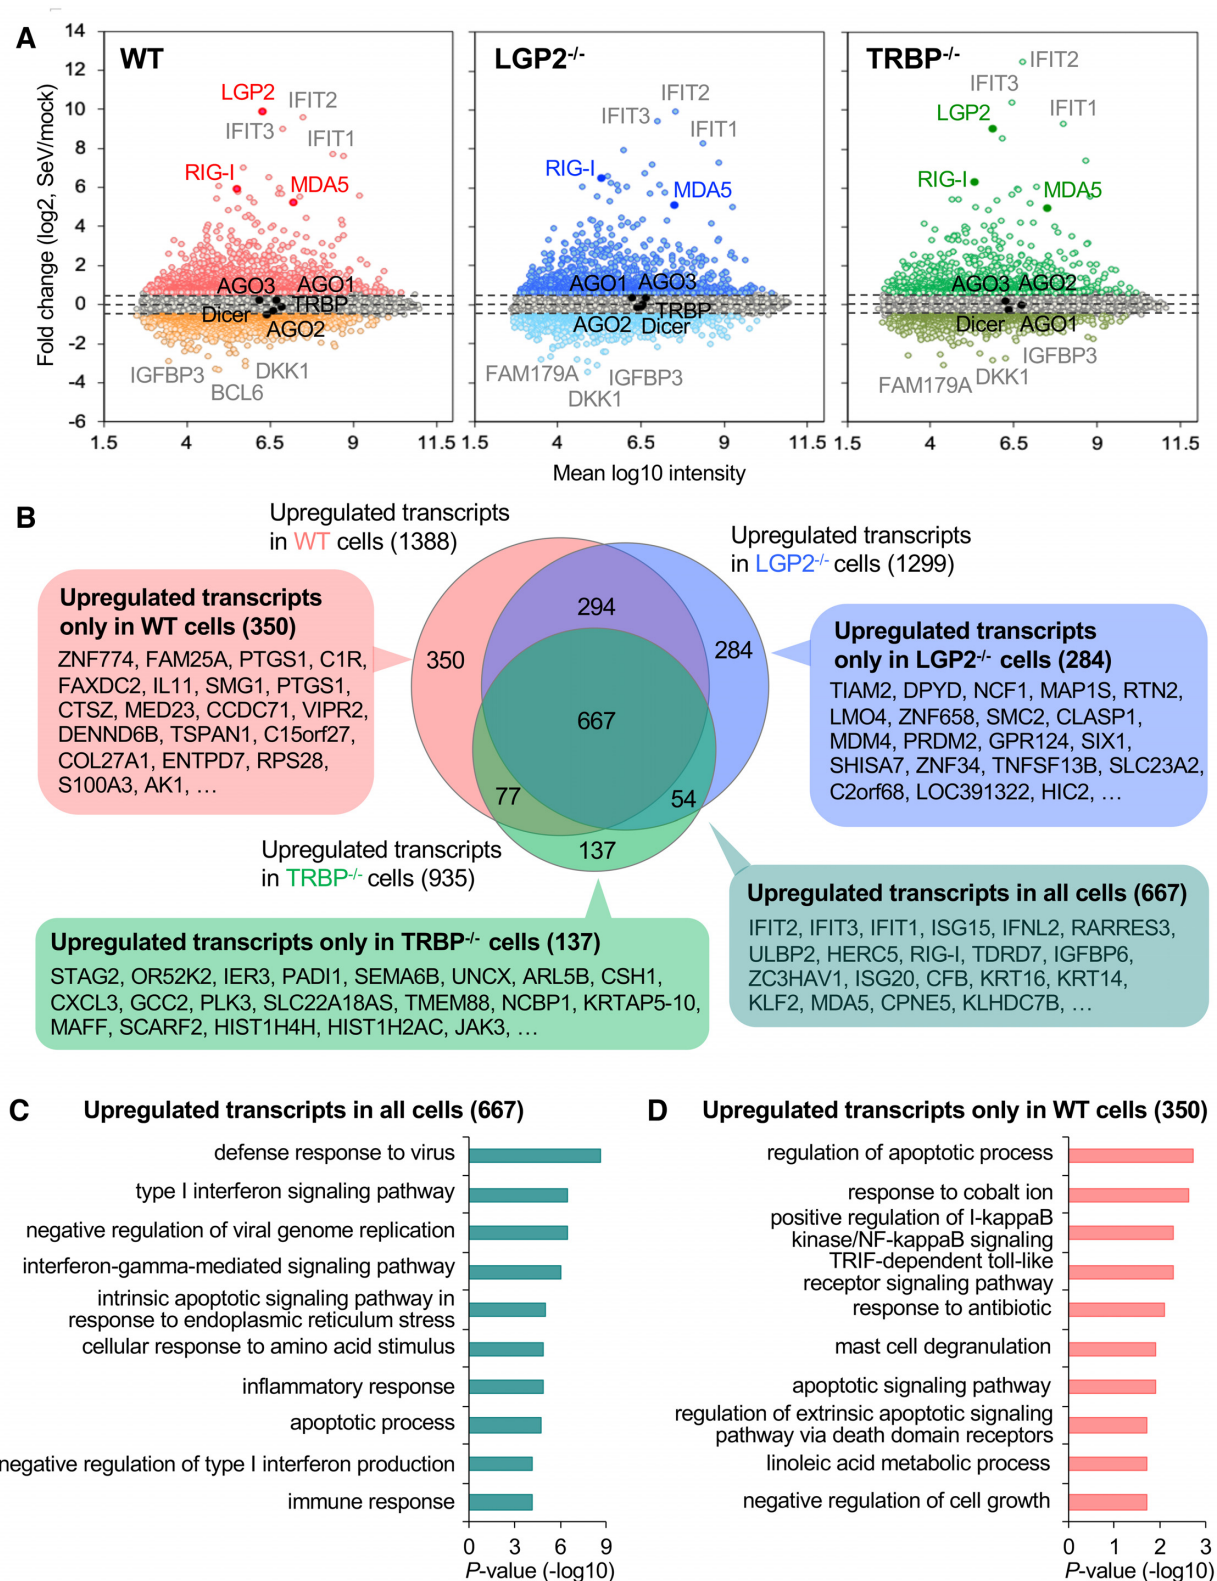 A
WT
LGP2-/-
TRBP-/-
Fold change (log2, SeV/mock)
14
12
10
8
6
4
2
0
-2
-4
-6
LGP2
IFIT2
IFIT3
IFIT1
RIG-I
MDA5
AGO3
AGO1
TRBP
Dicer
AGO2
IGFBP3
DKK1
BCL6
IFIT2
IFIT3
IFIT1
RIG-I
MDA5
AGO1
AGO3
TRBP
AGO2
Dicer
FAM179A
IGFBP3
DKK1
IFIT2
IFIT3
IFIT1
LGP2
RIG-I
MDA5
AGO3
AGO2
Dicer
AGO1
IGFBP3
DKK1
FAM179A
1.5 4 6.5 9 11.5
1.5 4 6.5 9 11.5
1.5 4 6.5 9 11.5
Mean log10 intensity
B
Upregulated transcripts
in WT cells (1388)
Upregulated transcripts
in LGP2-/- cells (1299)
Upregulated transcripts
only in WT cells (350)
ZNF774, FAM25A, PTGS1, C1R,
FAXDC2, IL11, SMG1, PTGS1,
CTSZ, MED23, CCDC71, VIPR2,
DENND6B, TSPAN1, C15orf27,
COL27A1, ENTPD7, RPS28,
S100A3, AK1, …
294
350
284
667
77
54
137
Upregulated transcripts
only in LGP2-/- cells (284)
TIAM2, DPYD, NCF1, MAP1S, RTN2,
LMO4, ZNF658, SMC2, CLASP1,
MDM4, PRDM2, GPR124, SIX1,
SHISA7, ZNF34, TNFSF13B, SLC23A2,
C2orf68, LOC391322, HIC2, …
Upregulated transcripts
in TRBP-/- cells (935)
Upregulated transcripts in all cells (667)
IFIT2, IFIT3, IFIT1, ISG15, IFNL2, RARRES3,
ULBP2, HERC5, RIG-I, TDRD7, IGFBP6,
ZC3HAV1, ISG20, CFB, KRT16, KRT14,
KLF2, MDA5, CPNE5, KLHDC7B, …
Upregulated transcripts only in TRBP-/- cells (137)
STAG2, OR52K2, IER3, PADI1, SEMA6B, UNCX, ARL5B, CSH1,
CXCL3, GCC2, PLK3, SLC22A18AS, TMEM88, NCBP1, KRTAP5-10,
MAFF, SCARF2, HIST1H4H, HIST1H2AC, JAK3, …
C
Upregulated transcripts in all cells (667)
defense response to virus
type I interferon signaling pathway
negative regulation of viral genome replication
interferon-gamma-mediated signaling pathway
intrinsic apoptotic signaling pathway in
response to endoplasmic reticulum stress
cellular response to amino acid stimulus
inflammatory response
apoptotic process
negative regulation of type I interferon production
immune response
0 3 6 9
P-value (-log10)
D
Upregulated transcripts only in WT cells (350)
regulation of apoptotic process
response to cobalt ion
positive regulation of I-kappaB
kinase/NF-kappaB signaling
TRIF-dependent toll-like
receptor signaling pathway
response to antibiotic
mast cell degranulation
apoptotic signaling pathway
regulation of extrinsic apoptotic signaling
pathway via death domain receptors
linoleic acid metabolic process
negative regulation of cell growth
0 1 2 3
P-value (-log10)